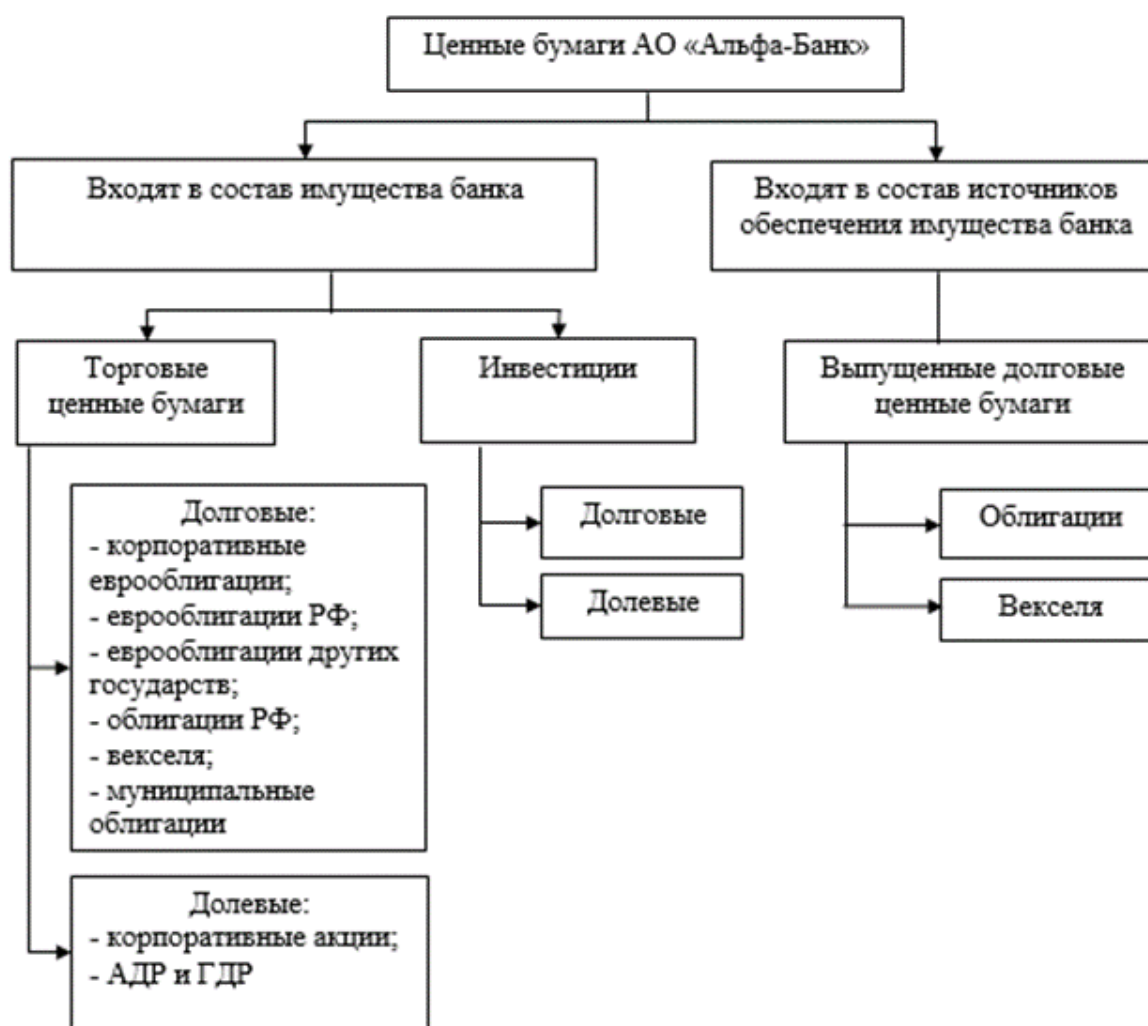 Ценные бумаги АО «Альфа-Банк»
Входят в состав имущества банка
Входят в состав источников
обеспечения имущества банка
Торговые
ценные бумаги
Инвестиции
Выпущенные долговые
ценные бумаги
Долговые:
- корпоративные
еврооблигации;
- еврооблигации РФ;
- еврооблигации других
государств;
- облигации РФ;
- векселя;
- муниципальные
облигации
Долговые
Долевые
Облигации
Векселя
Долевые:
- корпоративные акции;
- АДР и ГДР